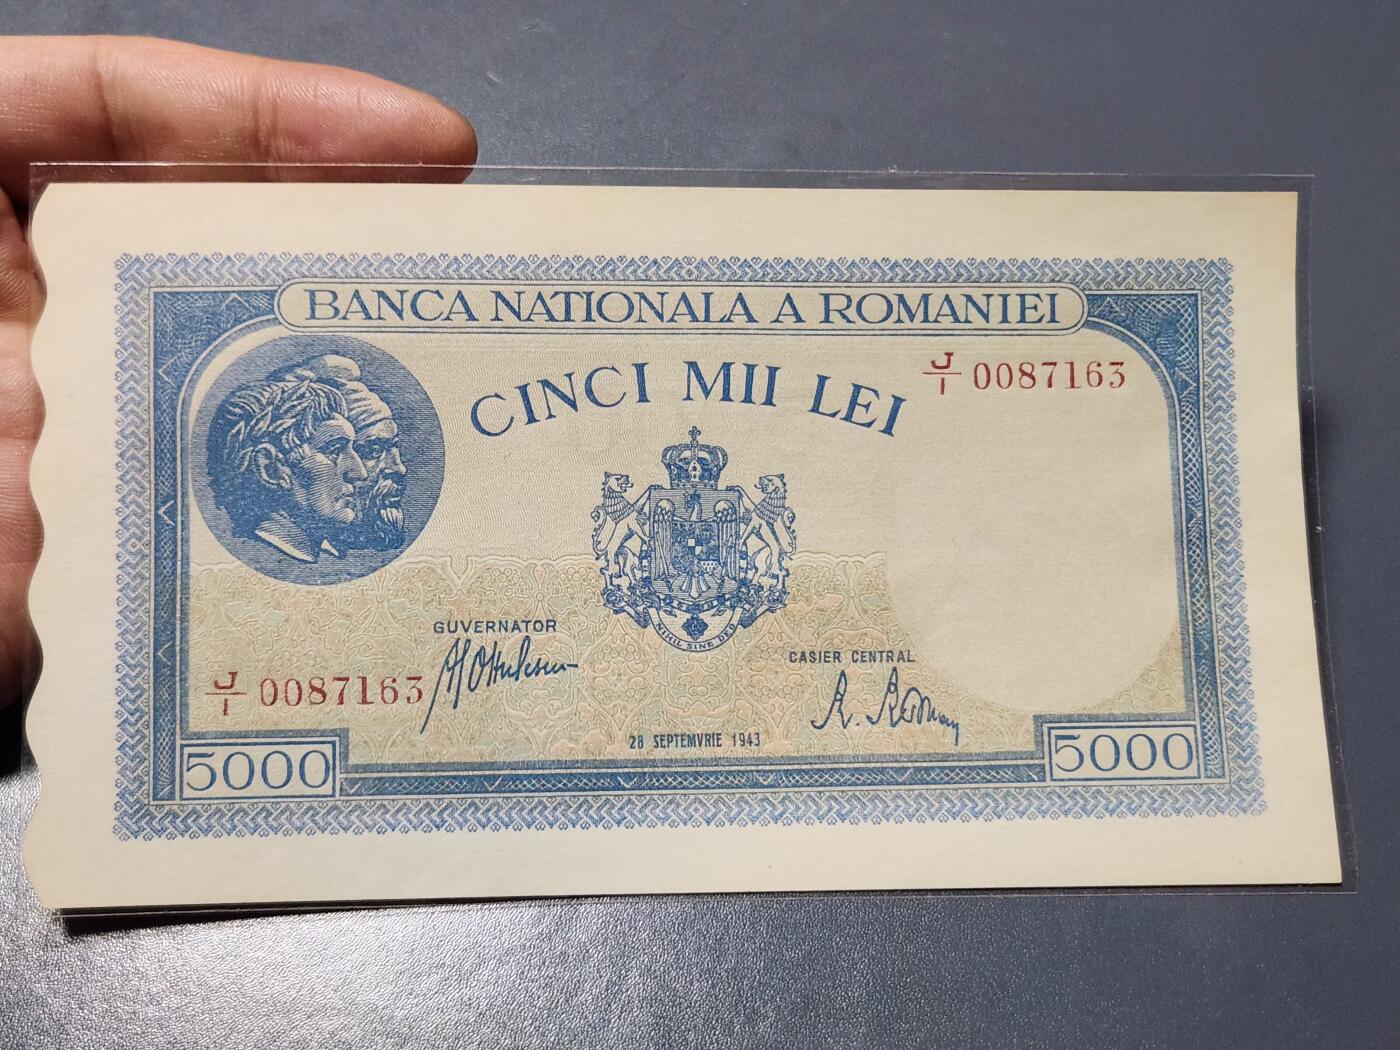 BANCA NATIONALA A ROMANIEI
CINCI MII LEI
J/1 0087163
NIHIL SINE DEO
GUVERNATOR
CASIER CENTRAL
J/1 0087163
28 SEPTEMVRIE 1943
5000
5000